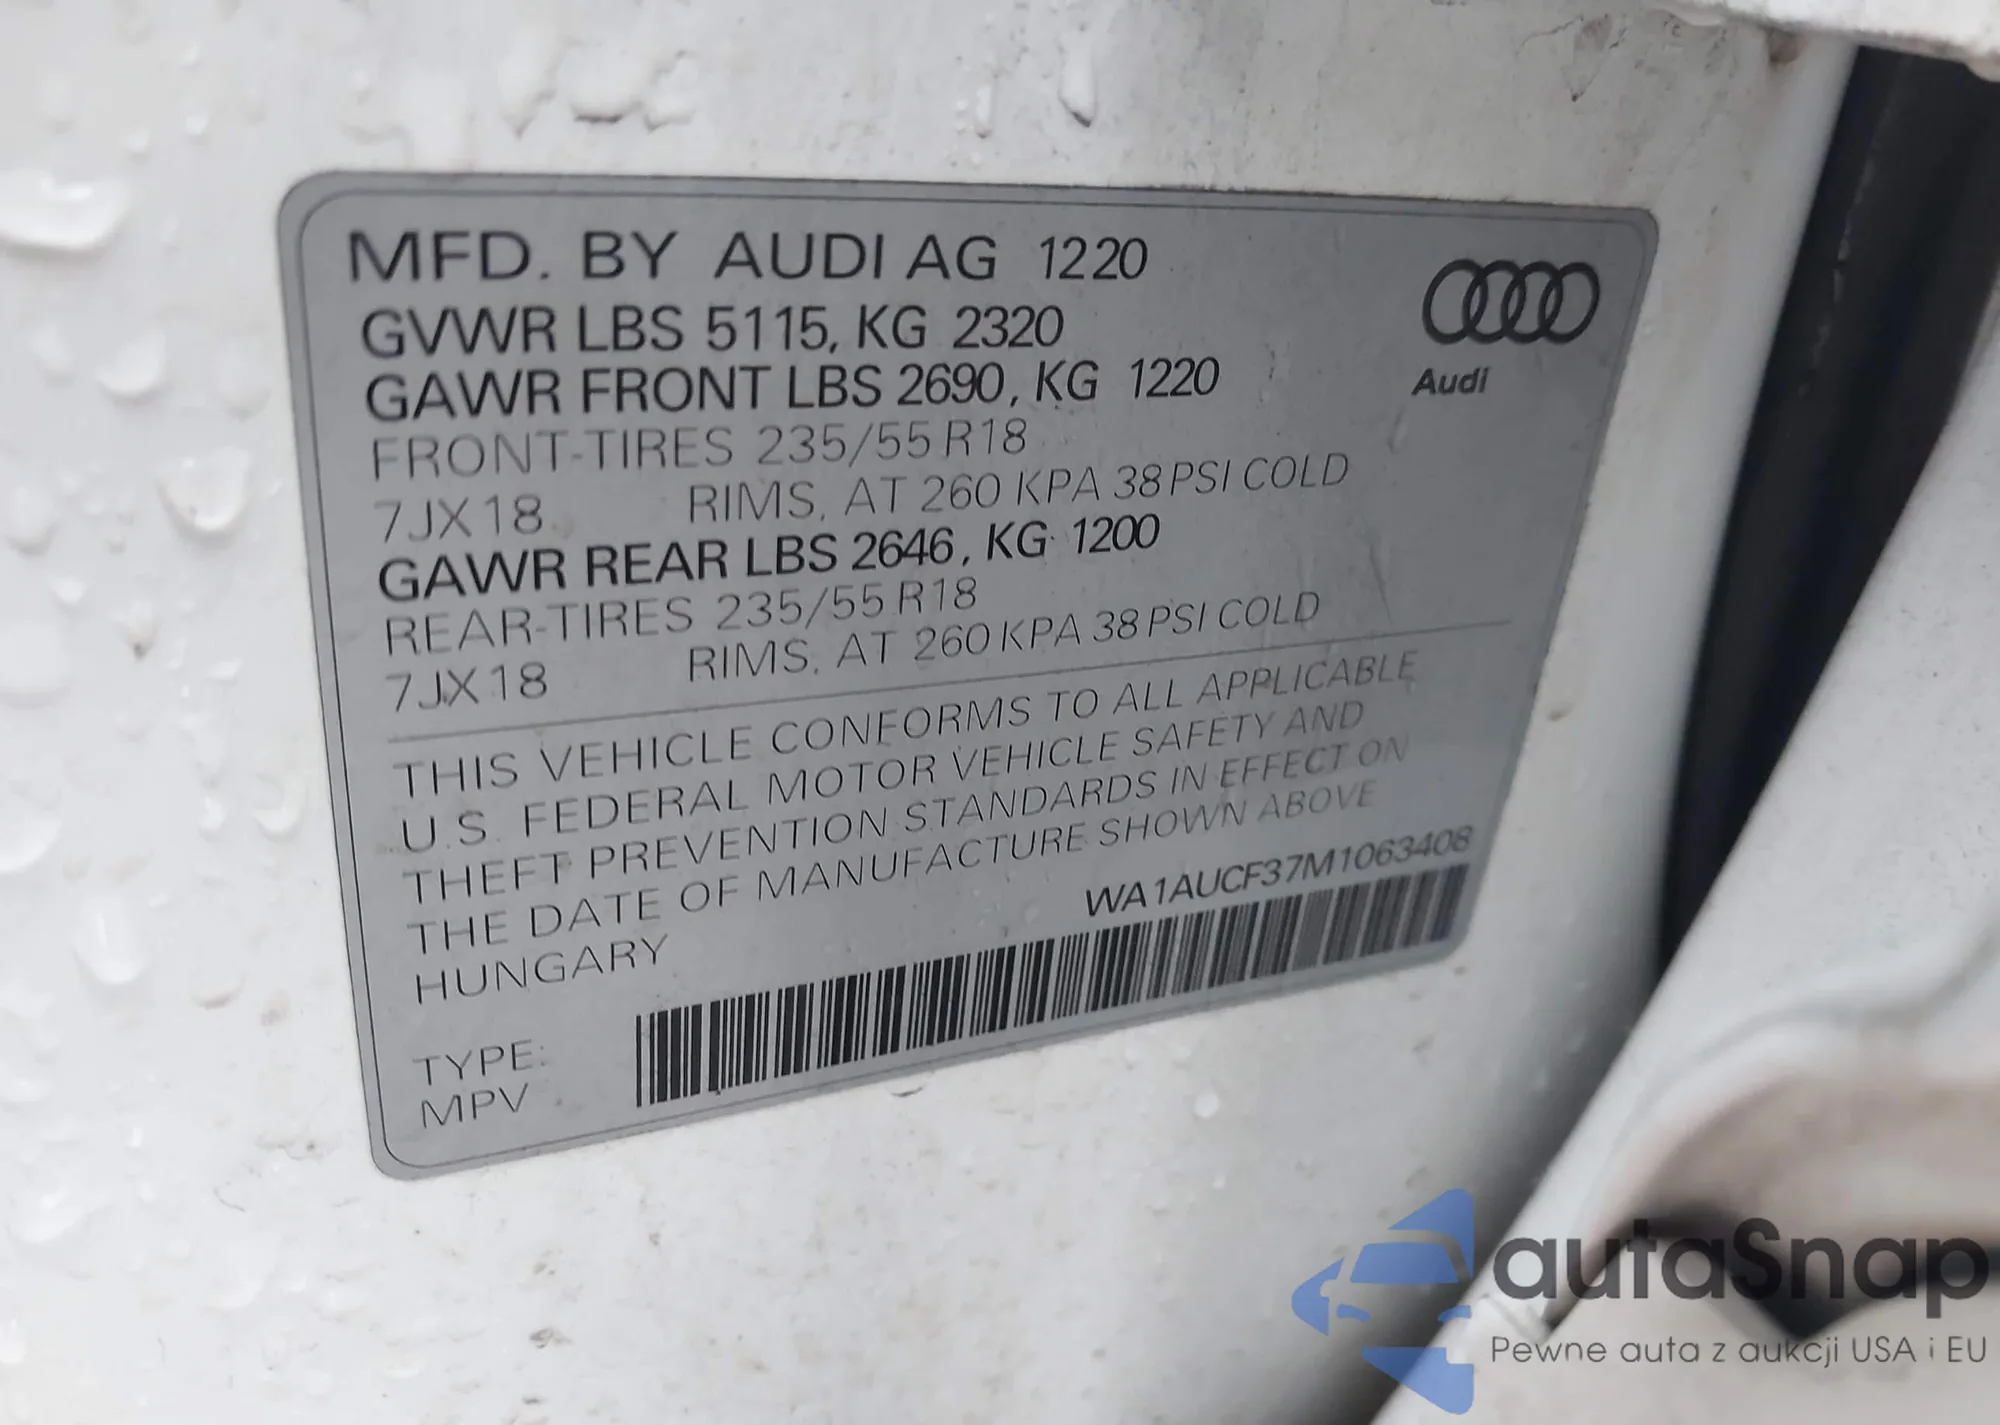 MFD. BY AUDI AG 1220
GVWR LBS 5115, KG 2320
GAWR FRONT LBS 2690, KG 1220
FRONT-TIRES 235/55 R18
7JX18 RIMS, AT 260 KPA 38 PSI COLD
GAWR REAR LBS 2646, KG 1200
REAR-TIRES 235/55 R18
7JX18 RIMS, AT 260 KPA 38 PSI COLD
Audi
THIS VEHICLE CONFORMS TO ALL APPLICABLE
U.S. FEDERAL MOTOR VEHICLE SAFETY AND
THEFT PREVENTION STANDARDS IN EFFECT ON
THE DATE OF MANUFACTURE SHOWN ABOVE
HUNGARY
WA1AUCF37M1063408
TYPE:
MPV
autaSnap
Pewne auta z aukcji USA i EU